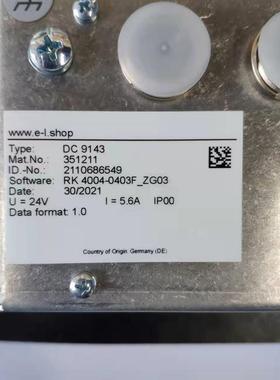 www.e-l.shop
Type: DC 9143
Mat.No.: 351211
ID.-No.: 2110686549
Software: RK 4004-0403F_ZG03
Date: 30/2021
U = 24V I = 5.6A IP00
Data format: 1.0
Country of Origin: Germany (DE)